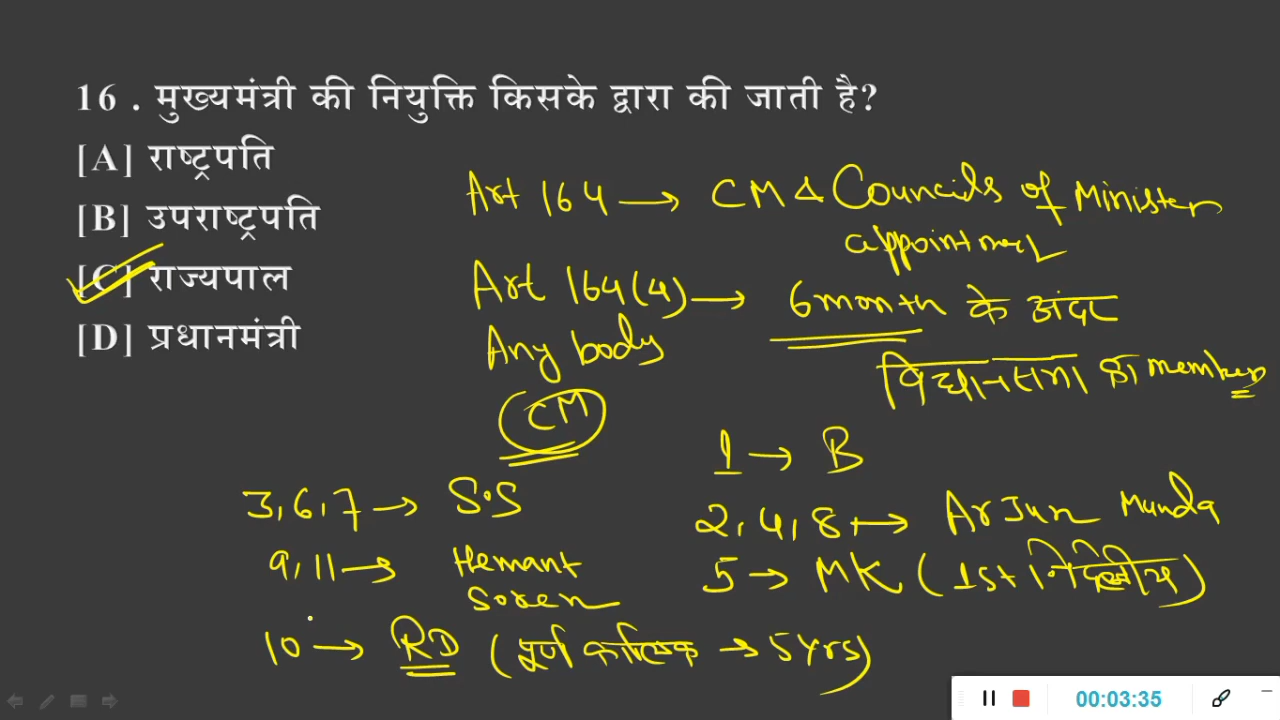 16 . मुख्यमंत्री की नियुक्ति किसके द्वारा की जाती है?
[A] राष्ट्रपति
[B] उपराष्ट्रपति
[C] राज्यपाल
[D] प्रधानमंत्री
Art 164 → CM & Councils of Minister
appointment
Art 164(4) → 6 month के अंदर
Any body
विधानसभा का member
CM
1 → B
3,6,7 → S.S
2,4,8, → Arjun Munda
9,11 → Hemant
Soren
5 → MK (1st निर्दलीय)
10 → RD (पूर्ण कालिक → 5 Yrs)
00:03:35